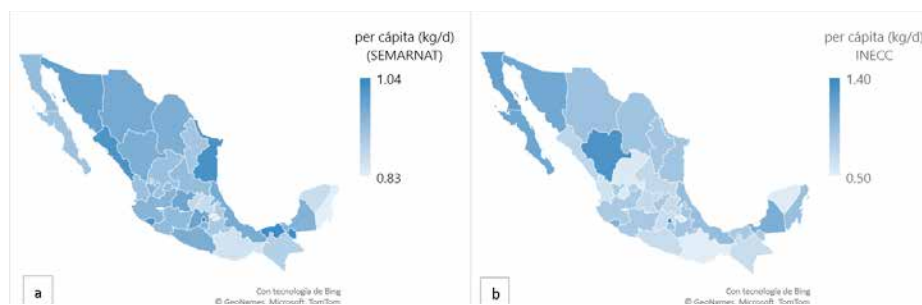 per cápita (kg/d)
(SEMARNAT)
1.04
0.83
a
Con tecnología de Bing
© GeoNames, Microsoft, TomTom
per cápita (kg/d)
INECC
1.40
0.50
b
Con tecnología de Bing
© GeoNames, Microsoft, TomTom